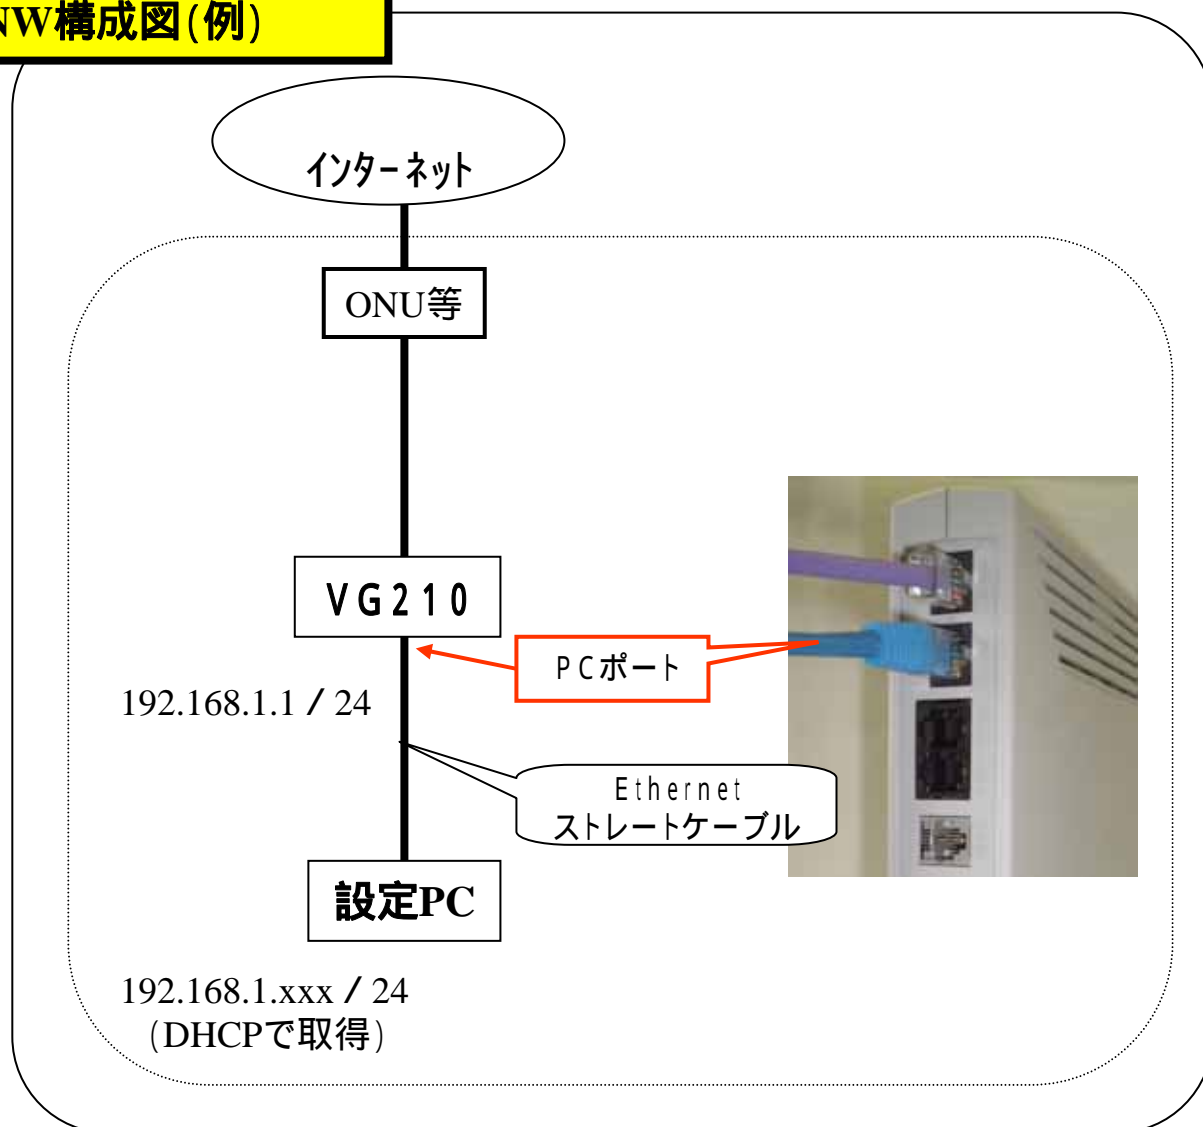 NW構成図(例)
インターネット
ONU等
VG210
PCポート
192.168.1.1／24
Ethernet
ストレートケーブル
設定PC
192.168.1.xxx／24
(DHCPで取得)